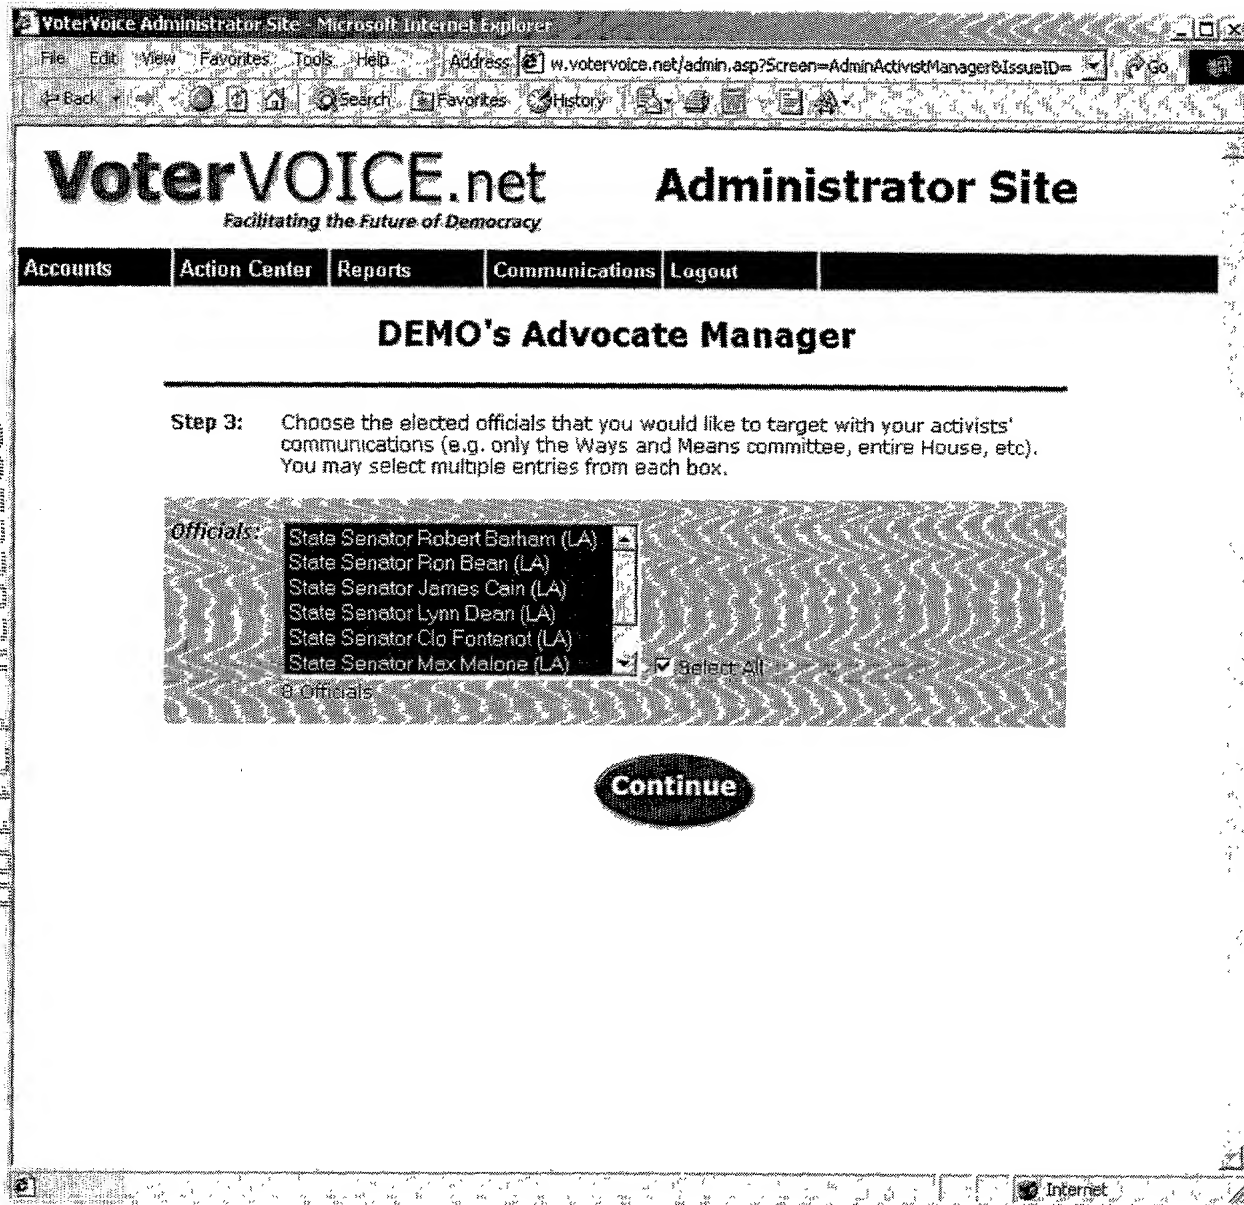 VoterVoice Administrator Site - Microsoft Internet Explorer
File Edit View Favorites Tools Help Address w.votervoice.net/admin.asp?Screen=AdminActivistManager&IssueID= Go
Back Search Favorites History
VoterVOICE.net Administrator Site
Facilitating the Future of Democracy
Accounts Action Center Reports Communications Logout
DEMO's Advocate Manager
Step 3: Choose the elected officials that you would like to target with your activists'
communications (e.g. only the Ways and Means committee, entire House, etc).
You may select multiple entries from each box.
Officials: State Senator Robert Barham (LA)
State Senator Ron Bean (LA)
State Senator James Cain (LA)
State Senator Lynn Dean (LA)
State Senator Clo Fontenot (LA)
State Senator Max Malone (LA) Select All
8 Officials
Continue
Internet